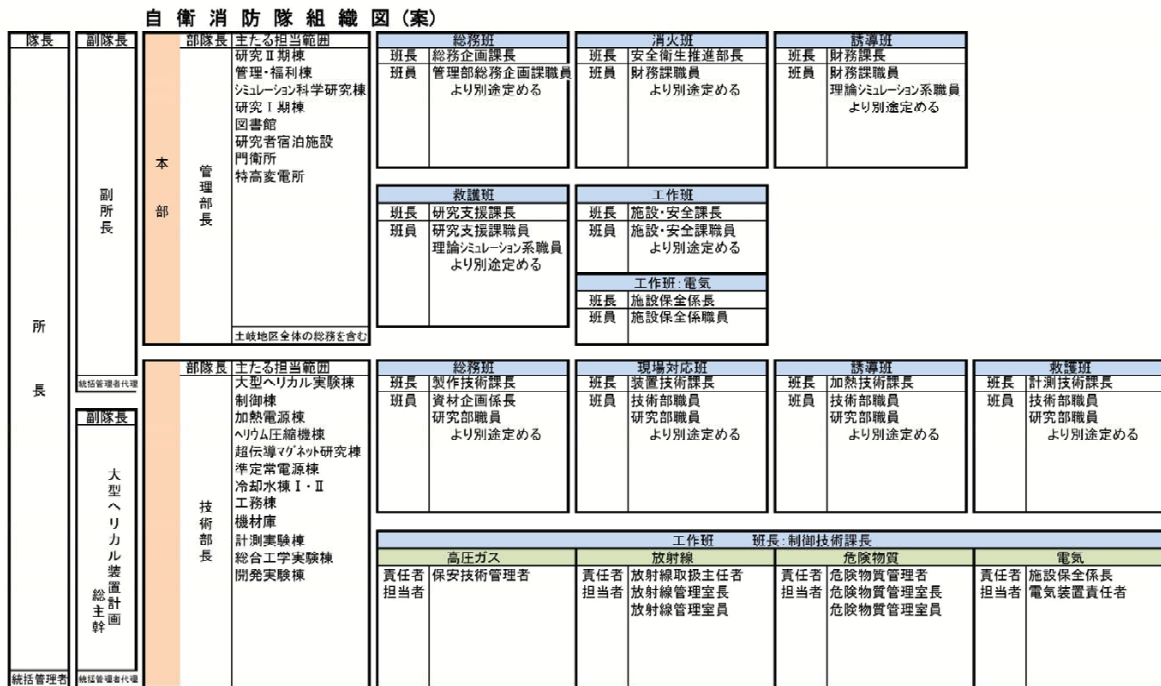 自衛消防隊組織図(案)
隊長
所長
統括管理者
副隊長
副所長
統括管理者代理
副隊長
大型ヘリカル装置計画
総主幹
統括管理者代理
本部
部隊長
管理部長
主たる担当範囲
研究Ⅱ期棟
管理・福利棟
シミュレーション科学研究棟
研究Ⅰ期棟
図書館
研究者宿泊施設
門衛所
特高変電所
土岐地区全体の総務を含む
総務班
班長 総務企画課長
班員 管理部総務企画課職員
より別途定める
消火班
班長 安全衛生推進部長
班員 財務課職員
より別途定める
誘導班
班長 財務課長
班員 財務課職員
理論シミュレーション系職員
より別途定める
救護班
班長 研究支援課長
班員 研究支援課職員
理論シミュレーション系職員
より別途定める
工作班
班長 施設・安全課長
班員 施設・安全課職員
より別途定める
工作班:電気
班長 施設保全係長
班員 施設保全係職員
部隊長
技術部長
主たる担当範囲
大型ヘリカル実験棟
制御棟
加熱電源棟
ヘリウム圧縮機棟
超伝導マグネット研究棟
準定常電源棟
冷却水棟Ⅰ・Ⅱ
工務棟
機材庫
計測実験棟
総合工学実験棟
開発実験棟
総務班
班長 製作技術課長
班員 資材企画係長
研究部職員
より別途定める
現場対応班
班長 装置技術課長
班員 技術部職員
研究部職員
より別途定める
誘導班
班長 加熱技術課長
班員 技術部職員
研究部職員
より別途定める
救護班
班長 計測技術課長
班員 技術部職員
研究部職員
より別途定める
工作班 班長:制御技術課長
高圧ガス
責任者 保安技術管理者
担当者
放射線
責任者 放射線取扱主任者
担当者 放射線管理室長
放射線管理室員
危険物質
責任者 危険物質管理者
担当者 危険物質管理室長
危険物質管理室員
電気
責任者 施設保全係長
担当者 電気装置責任者